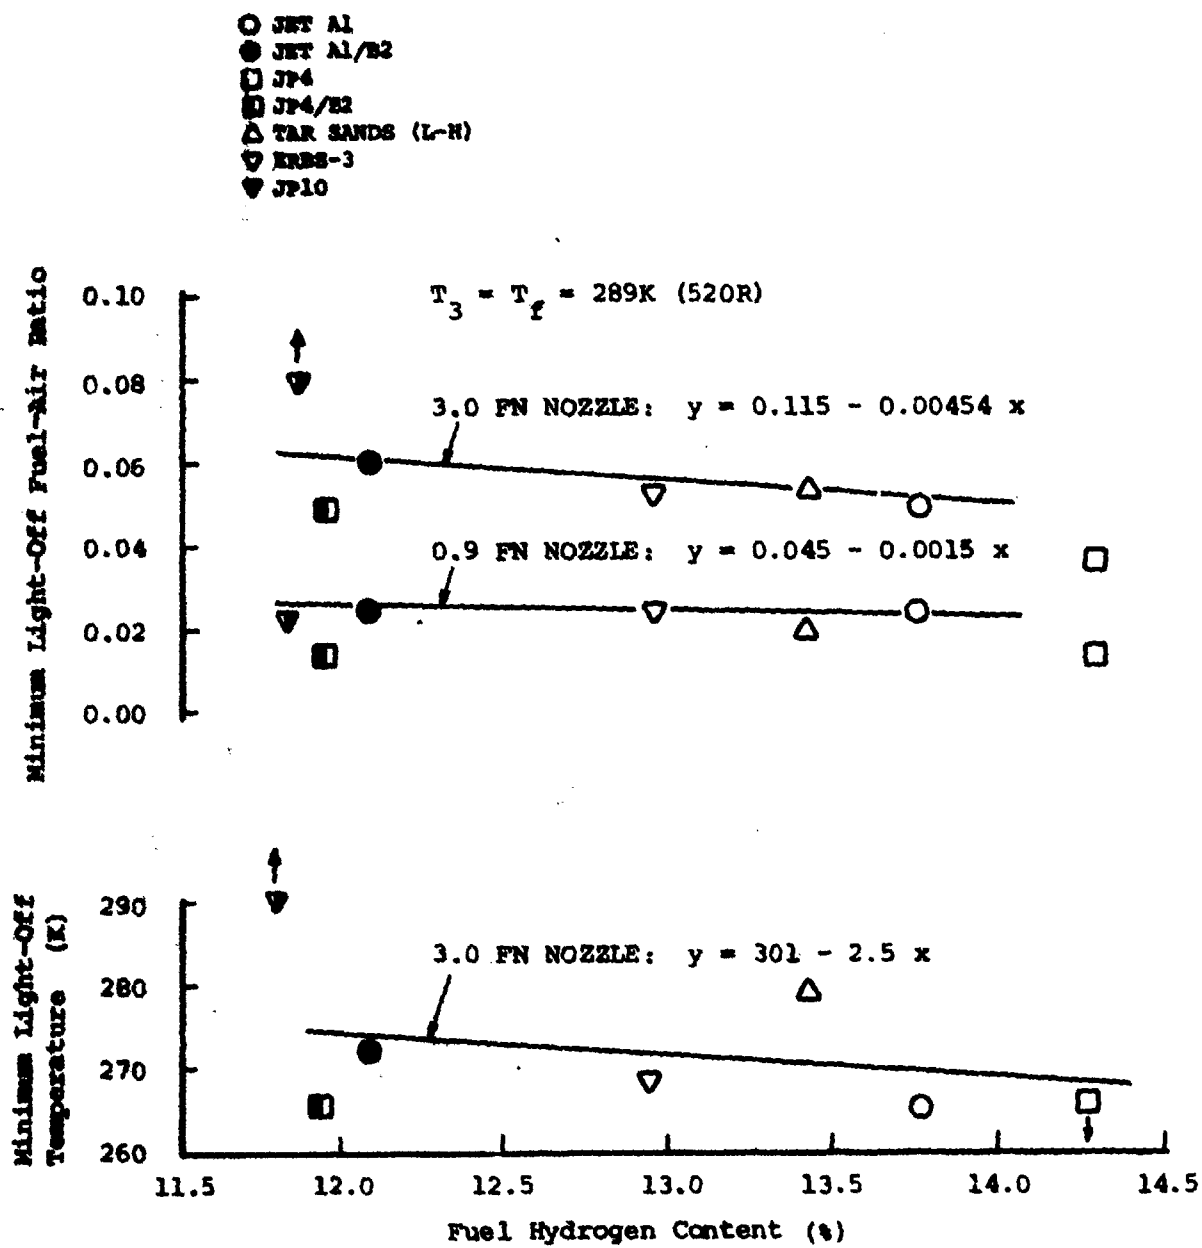 JET A1
JET A1/B2
JP4
JP4/B2
TAR SANDS (L-H)
ERBS-3
JP10
Minimum Light-Off Fuel-Air Ratio
0.10
0.08
0.06
0.04
0.02
0.00
T3 = Tf = 289K (520R)
3.0 FN NOZZLE: y = 0.115 - 0.00454 x
0.9 FN NOZZLE: y = 0.045 - 0.0015 x
Minimum Light-Off
Temperature (K)
290
280
270
260
3.0 FN NOZZLE: y = 301 - 2.5 x
11.5 12.0 12.5 13.0 13.5 14.0 14.5
Fuel Hydrogen Content (%)